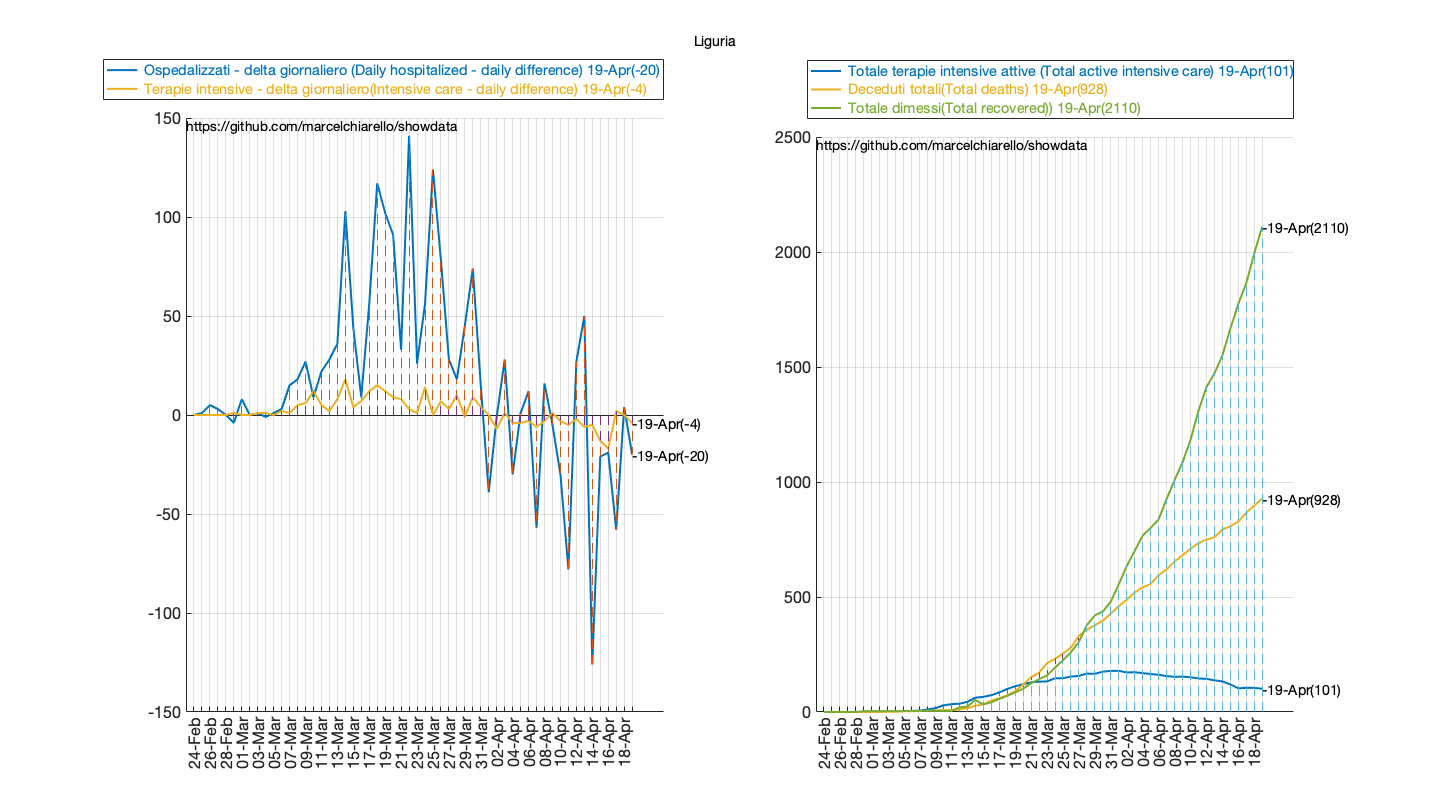 Liguria
Ospedalizzati - delta giornaliero (Daily hospitalized - daily difference) 19-Apr(-20)
Terapie intensive - delta giornaliero(Intensive care - daily difference) 19-Apr(-4)
https://github.com/marcelchiarello/showdata
150
100
50
0
-50
-100
-150
-19-Apr(-4)
-19-Apr(-20)
24-Feb
26-Feb
28-Feb
01-Mar
03-Mar
05-Mar
07-Mar
09-Mar
11-Mar
13-Mar
15-Mar
17-Mar
19-Mar
21-Mar
23-Mar
25-Mar
27-Mar
29-Mar
31-Mar
02-Apr
04-Apr
06-Apr
08-Apr
10-Apr
12-Apr
14-Apr
16-Apr
18-Apr
Totale terapie intensive attive (Total active intensive care) 19-Apr(101)
Deceduti totali(Total deaths) 19-Apr(928)
Totale dimessi(Total recovered)) 19-Apr(2110)
https://github.com/marcelchiarello/showdata
2500
2000
1500
1000
500
0
-19-Apr(2110)
-19-Apr(928)
-19-Apr(101)
24-Feb
26-Feb
28-Feb
01-Mar
03-Mar
05-Mar
07-Mar
09-Mar
11-Mar
13-Mar
15-Mar
17-Mar
19-Mar
21-Mar
23-Mar
25-Mar
27-Mar
29-Mar
31-Mar
02-Apr
04-Apr
06-Apr
08-Apr
10-Apr
12-Apr
14-Apr
16-Apr
18-Apr